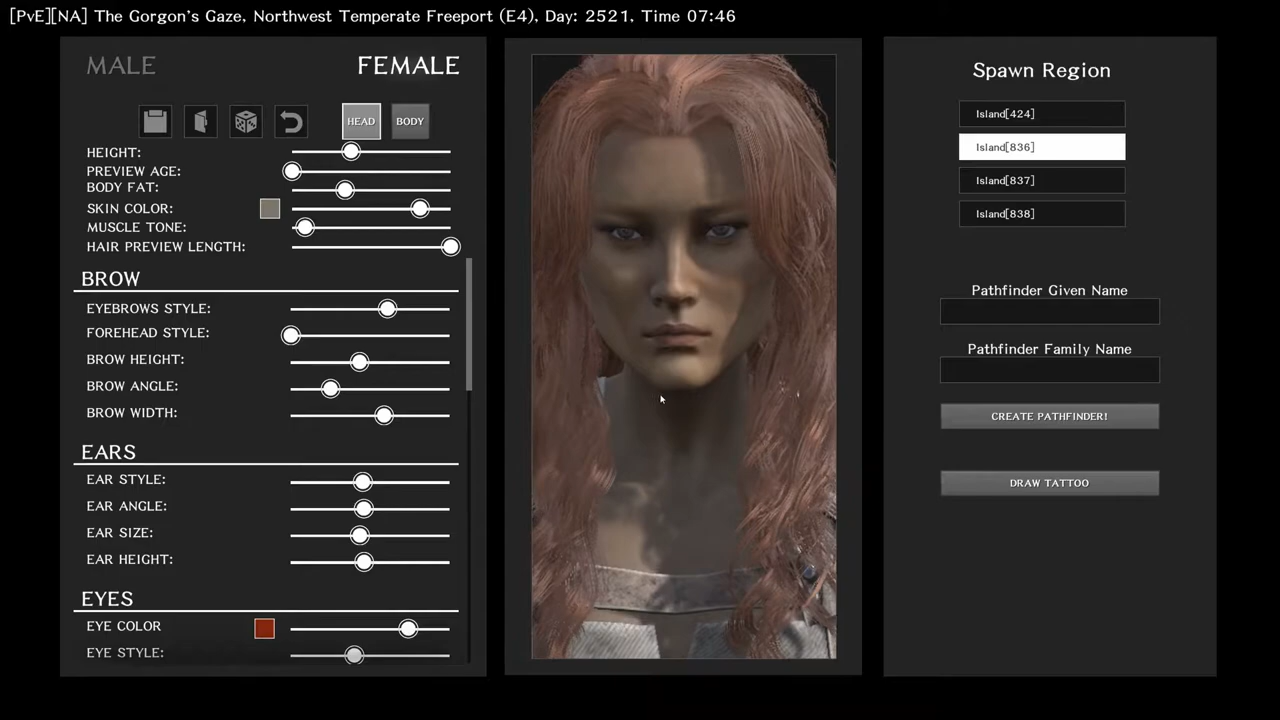 [PvE][NA] The Gorgon's Gaze, Northwest Temperate Freeport (E4), Day: 2521, Time 07:46
MALE
FEMALE
HEAD
BODY
HEIGHT:
PREVIEW AGE:
BODY FAT:
SKIN COLOR:
MUSCLE TONE:
HAIR PREVIEW LENGTH:
BROW
EYEBROWS STYLE:
FOREHEAD STYLE:
BROW HEIGHT:
BROW ANGLE:
BROW WIDTH:
EARS
EAR STYLE:
EAR ANGLE:
EAR SIZE:
EAR HEIGHT:
EYES
EYE COLOR
EYE STYLE:
Spawn Region
Island[424]
Island[836]
Island[837]
Island[838]
Pathfinder Given Name
Pathfinder Family Name
CREATE PATHFINDER!
DRAW TATTOO